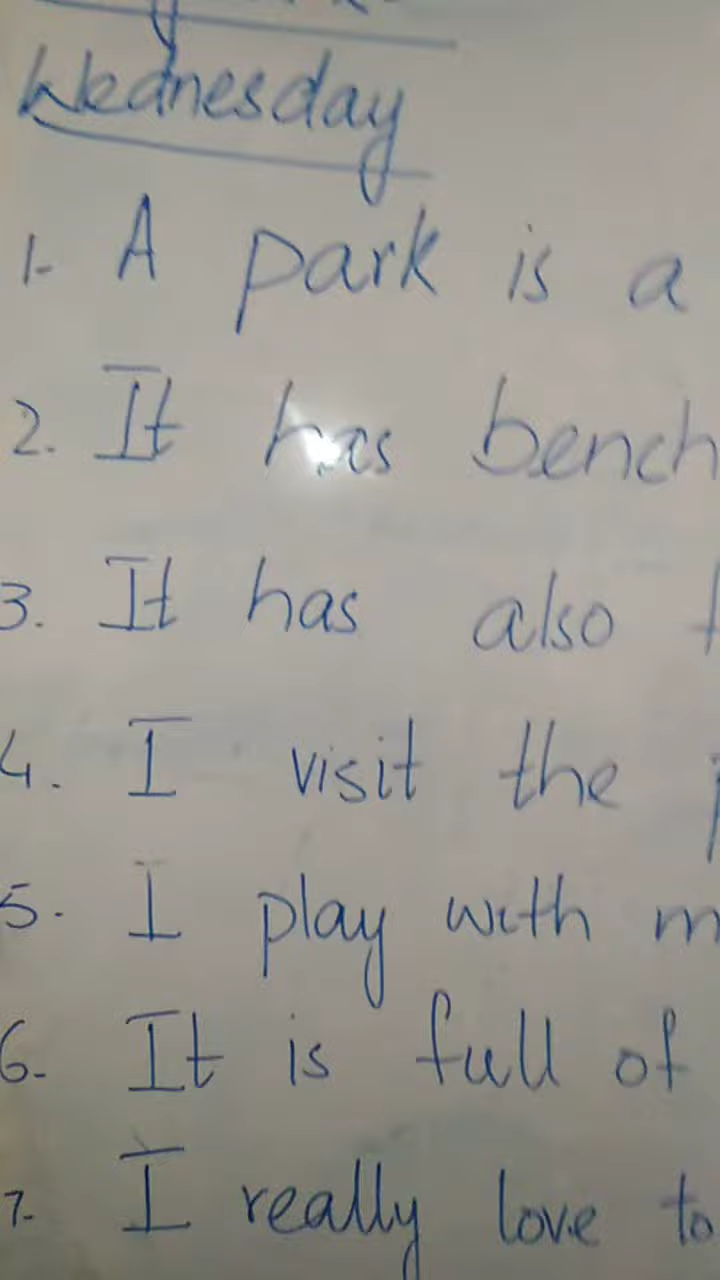 Wednesday
1- A park is a
2. It has bench
3. It has also
4. I visit the
5. I play with m
6- It is full of
7- I really love to